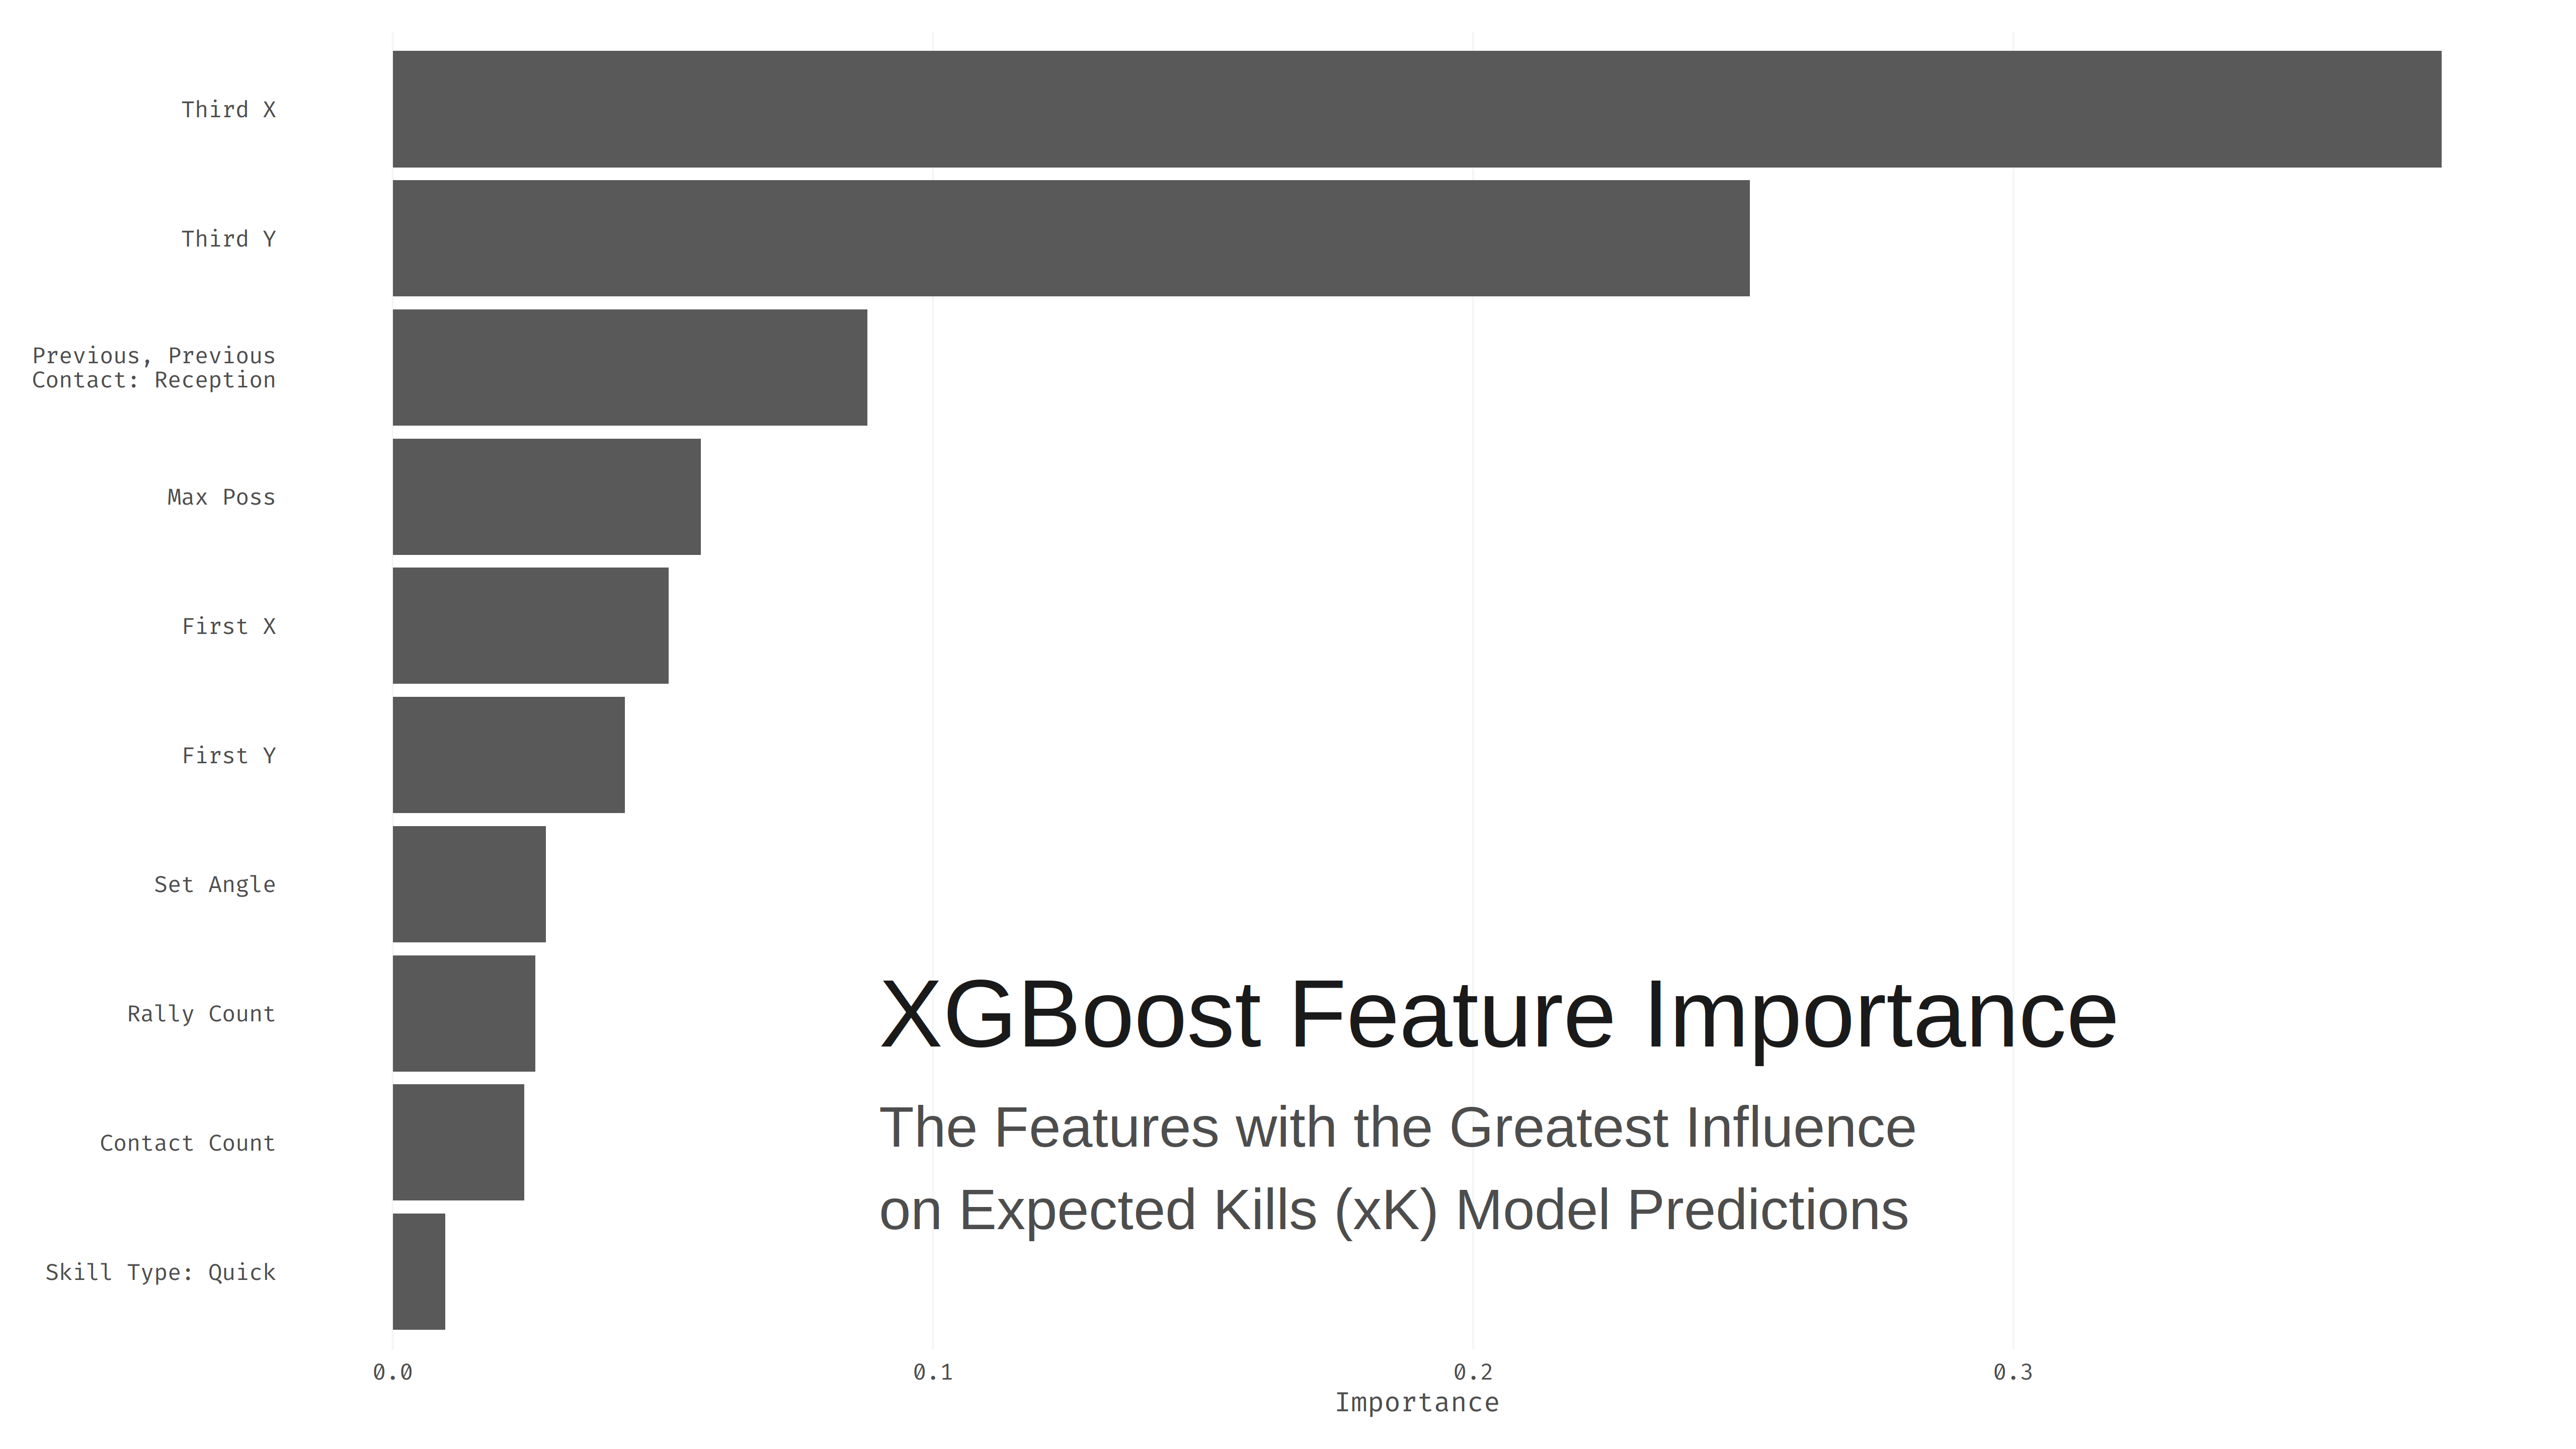 Third X
Third Y
Previous, Previous
Contact: Reception
Max Poss
First X
First Y
Set Angle
Rally Count
Contact Count
Skill Type: Quick
XGBoost Feature Importance
The Features with the Greatest Influence
on Expected Kills (xK) Model Predictions
0.0 0.1 0.2 0.3
Importance